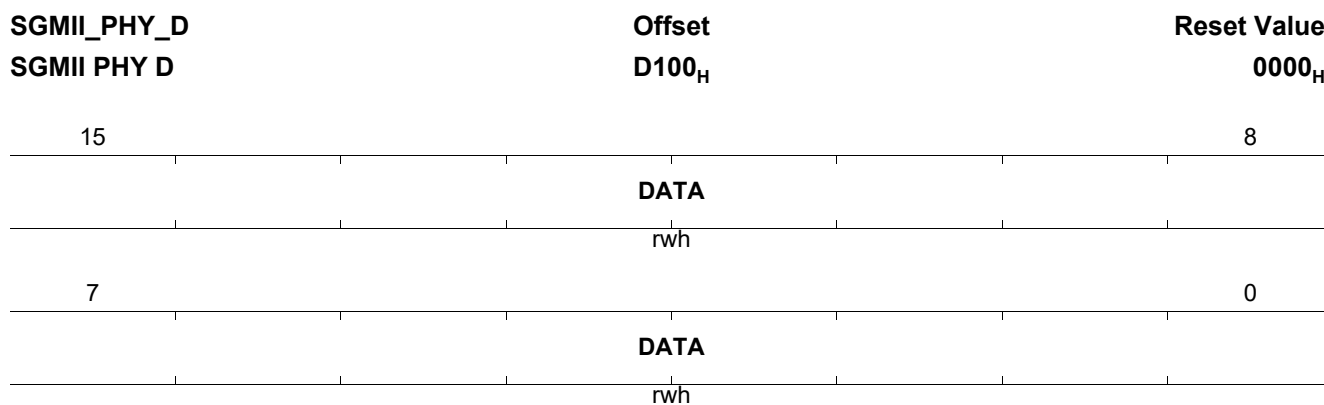 SGMII_PHY_D Offset Reset Value
SGMII PHY D D100H 0000H
15 8
DATA
rwh
7 0
DATA
rwh